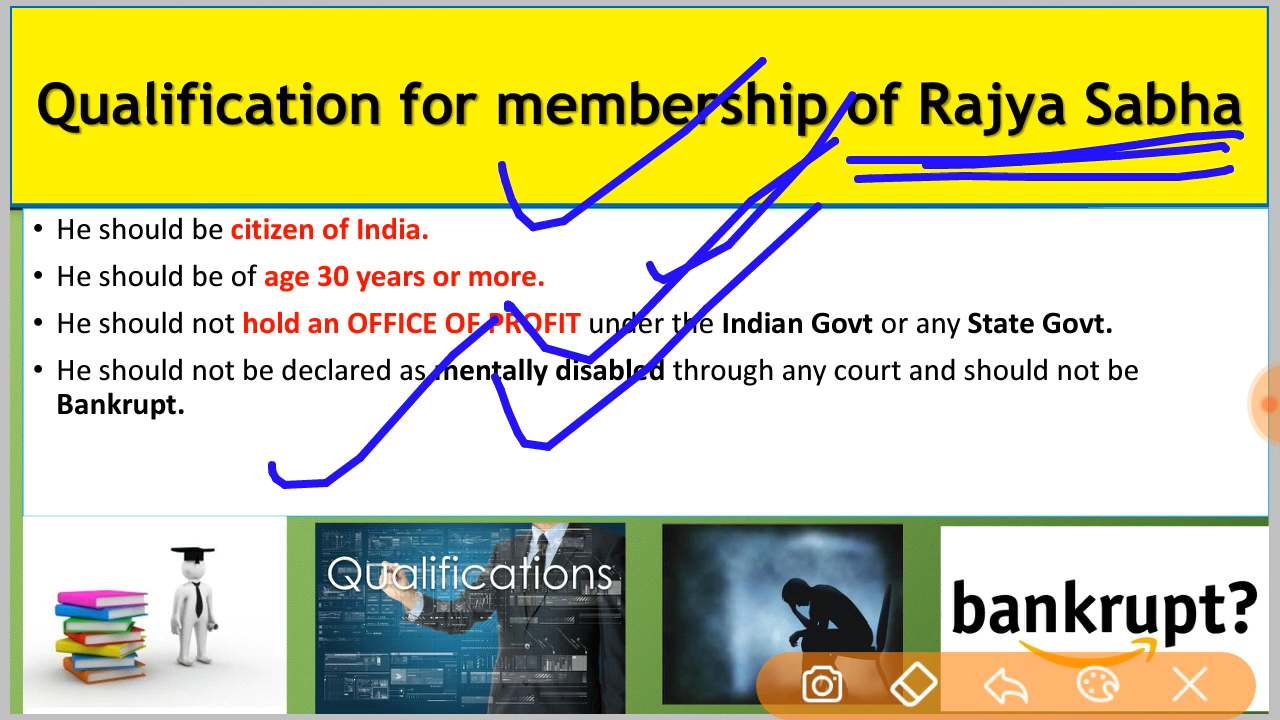 Qualification for membership of Rajya Sabha
• He should be citizen of India.
• He should be of age 30 years or more.
• He should not hold an OFFICE OF PROFIT under the Indian Govt or any State Govt.
• He should not be declared as mentally disabled through any court and should not be
Bankrupt.
Qualifications
bankrupt?